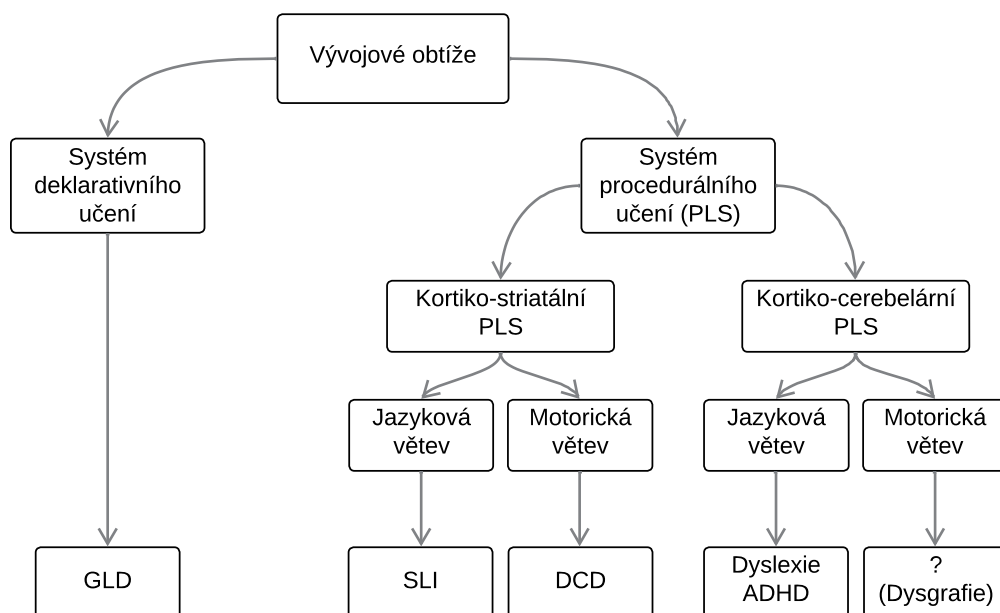 Vývojové obtíže
Systém
deklarativního
učení
Systém
procedurálního
učení (PLS)
Kortiko-striatální
PLS
Kortiko-cerebelární
PLS
Jazyková
větev
Motorická
větev
Jazyková
větev
Motorická
větev
GLD
SLI
DCD
Dyslexie
ADHD
?
(Dysgrafie)